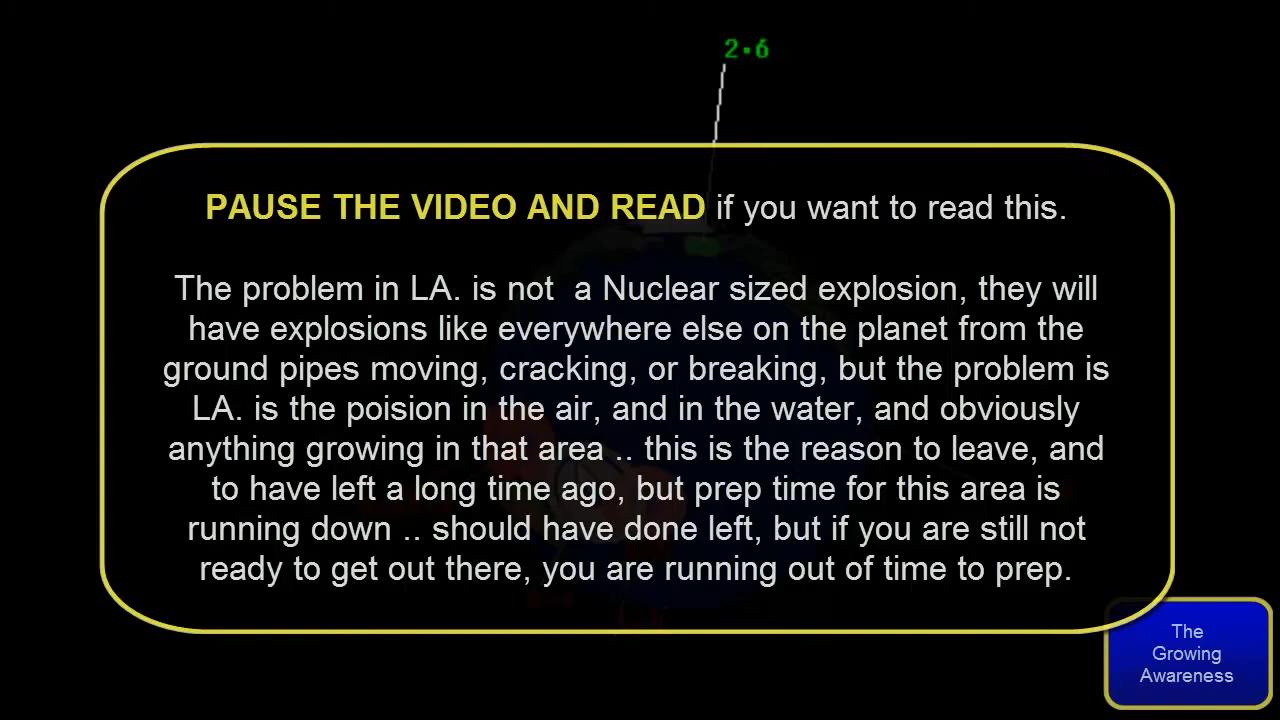 2.6
PAUSE THE VIDEO AND READ if you want to read this.
The problem in LA. is not  a Nuclear sized explosion, they will
have explosions like everywhere else on the planet from the
ground pipes moving, cracking, or breaking, but the problem is
LA. is the poision in the air, and in the water, and obviously
anything growing in that area .. this is the reason to leave, and
to have left a long time ago, but prep time for this area is
running down .. should have done left, but if you are still not
ready to get out there, you are running out of time to prep.
The
Growing
Awareness